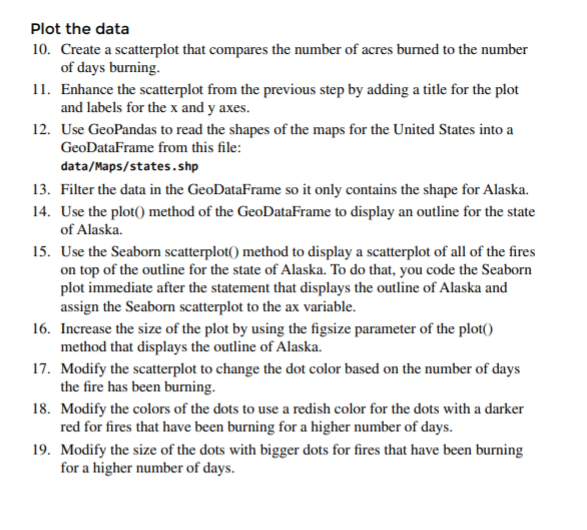 Plot the data
10. Create a scatterplot that compares the number of acres burned to the number
of days burning.
11. Enhance the scatterplot from the previous step by adding a title for the plot
and labels for the x and y axes.
12. Use GeoPandas to read the shapes of the maps for the United States into a
GeoDataFrame from this file:
data/Maps/states.shp
13. Filter the data in the GeoDataFrame so it only contains the shape for Alaska.
14. Use the plot() method of the GeoDataFrame to display an outline for the state
of Alaska.
15. Use the Seaborn scatterplot() method to display a scatterplot of all of the fires
on top of the outline for the state of Alaska. To do that, you code the Seaborn
plot immediate after the statement that displays the outline of Alaska and
assign the Seaborn scatterplot to the ax variable.
16. Increase the size of the plot by using the figsize parameter of the plot()
method that displays the outline of Alaska.
17. Modify the scatterplot to change the dot color based on the number of days
the fire has been burning.
18. Modify the colors of the dots to use a redish color for the dots with a darker
red for fires that have been burning for a higher number of days.
19. Modify the size of the dots with bigger dots for fires that have been burning
for a higher number of days.